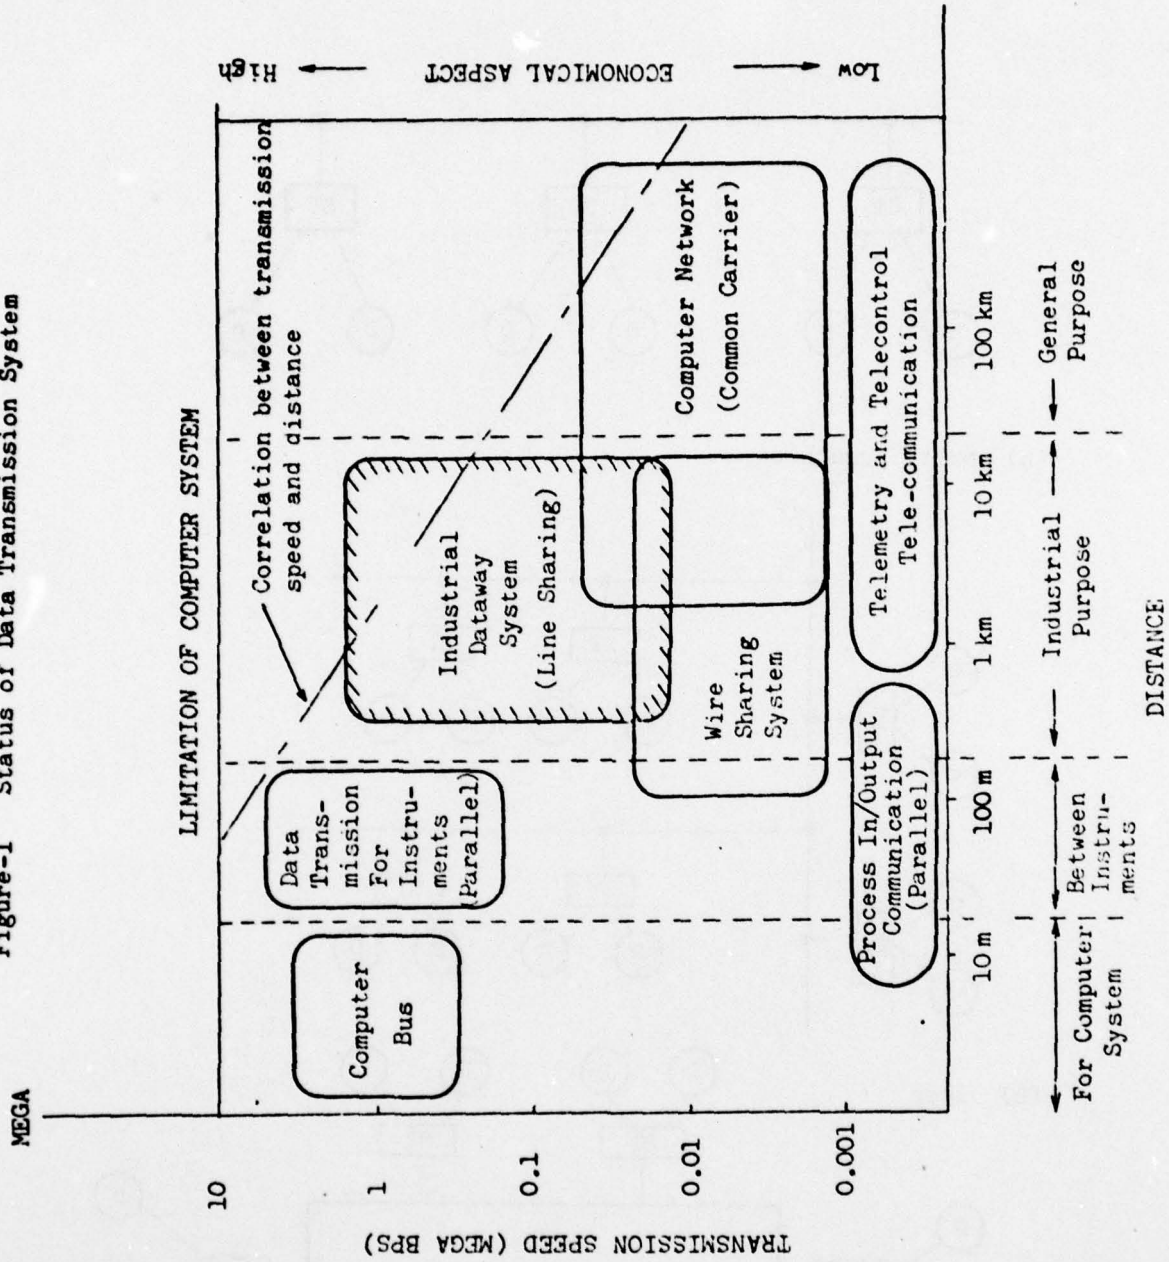 Figure-1 Status of Data Transmission System
MEGA
LIMITATION OF COMPUTER SYSTEM
Correlation between transmission
speed and distance
TRANSMISSION SPEED (MEGA BPS)
10
1
0.1
0.01
0.001
High
ECONOMICAL ASPECT
Low
Computer
Bus
Data
Trans-
mission
For
Instru-
ments
(Parallel)
Industrial
Dataway
System
(Line Sharing)
Wire
Sharing
System
Computer Network
(Common Carrier)
Process In/Output
Communication
(Parallel)
Telemetry and Telecontrol
Tele-communication
10 m
100 m
1 km
10 km
100 km
For Computer
System
Between
Instru-
ments
Industrial
Purpose
General
Purpose
DISTANCE